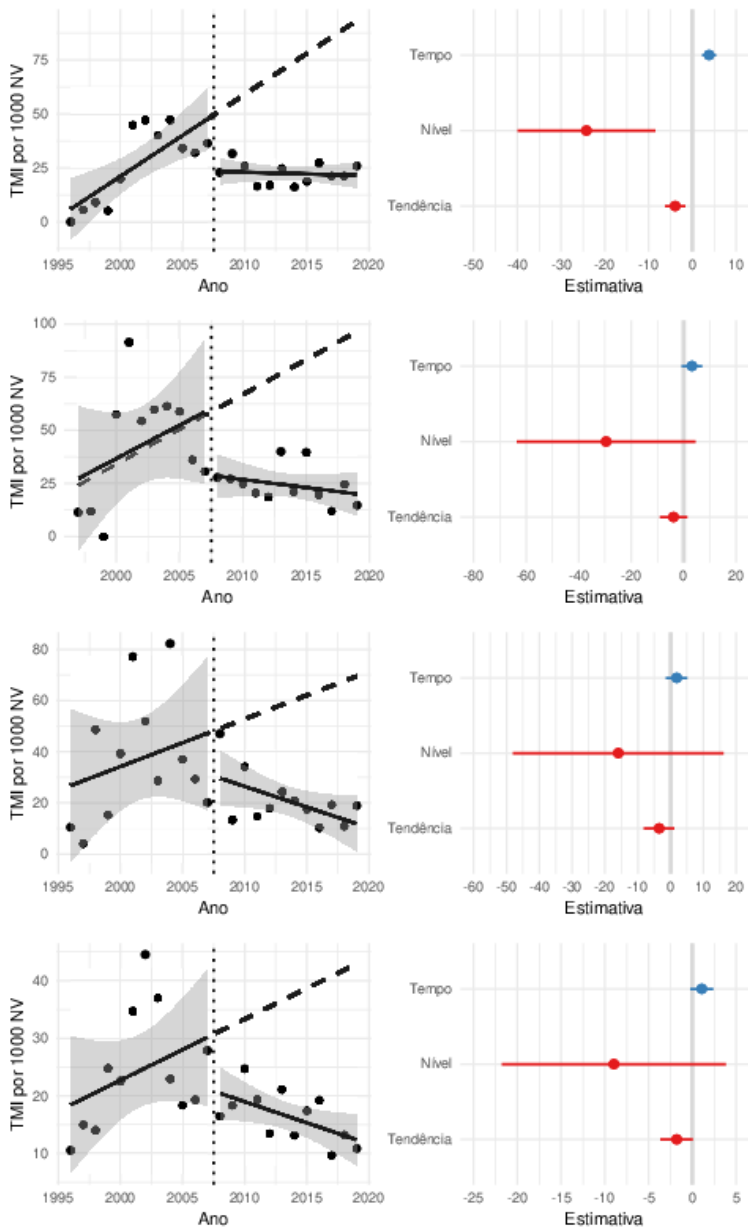 TMI por 1000 NV
75
50
25
0
1995 2000 2005 2010 2015 2020
Ano
Tempo
Nível
Tendência
-50 -40 -30 -20 -10 0 10
Estimativa
TMI por 1000 NV
100
75
50
25
0
2000 2005 2010 2015 2020
Ano
Tempo
Nível
Tendência
-80 -60 -40 -20 0 20
Estimativa
TMI por 1000 NV
80
60
40
20
0
1995 2000 2005 2010 2015 2020
Ano
Tempo
Nível
Tendência
-60 -50 -40 -30 -20 -10 0 10 20
Estimativa
TMI por 1000 NV
40
30
20
10
1995 2000 2005 2010 2015 2020
Ano
Tempo
Nível
Tendência
-25 -20 -15 -10 -5 0 5
Estimativa